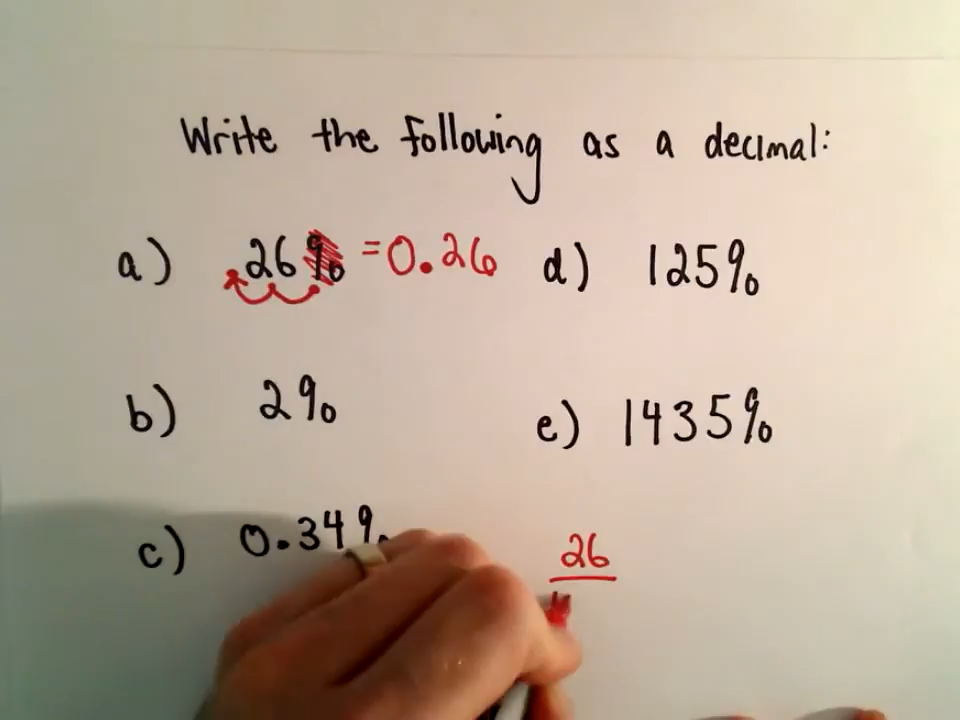 Write the following as a decimal:
a) 26% = 0.26
d) 125%
b) 2%
e) 1435%
c) 0.34%
26